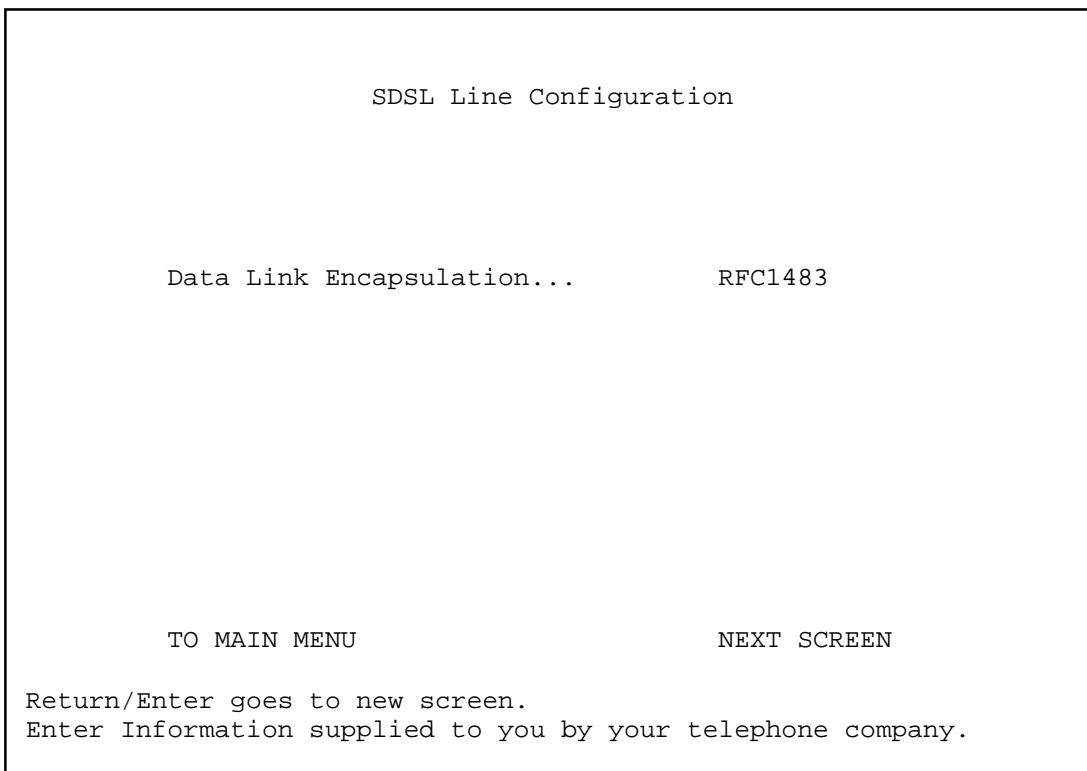 SDSL Line Configuration
Data Link Encapsulation... RFC1483
TO MAIN MENU NEXT SCREEN
Return/Enter goes to new screen.
Enter Information supplied to you by your telephone company.